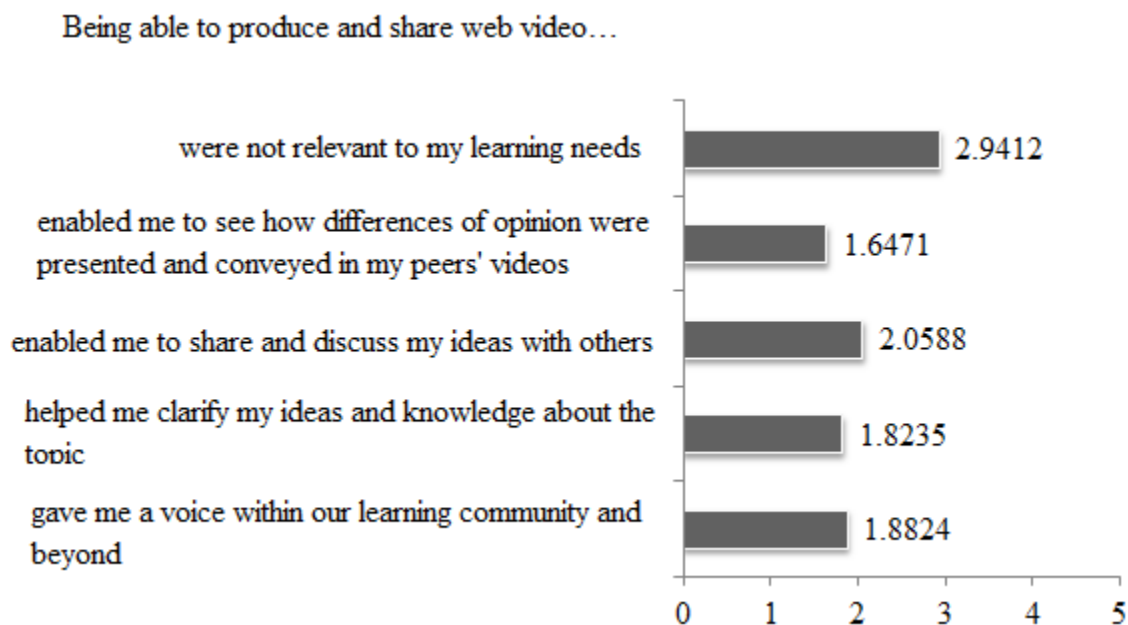 Being able to produce and share web video…
were not relevant to my learning needs
2.9412
enabled me to see how differences of opinion were
presented and conveyed in my peers' videos
1.6471
enabled me to share and discuss my ideas with others
2.0588
helped me clarify my ideas and knowledge about the
topic
1.8235
gave me a voice within our learning community and
beyond
1.8824
0 1 2 3 4 5